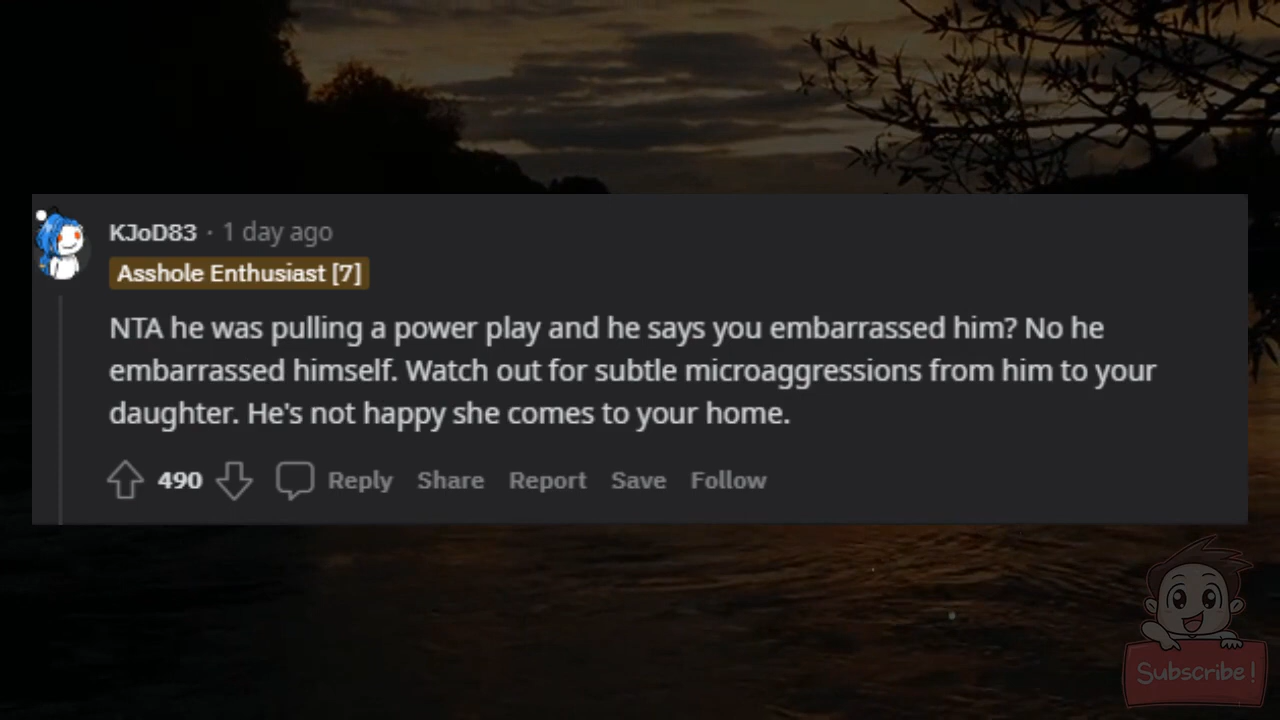 KJoD83 · 1 day ago
Asshole Enthusiast [7]
NTA he was pulling a power play and he says you embarrassed him? No he
embarrassed himself. Watch out for subtle microaggressions from him to your
daughter. He's not happy she comes to your home.
490 Reply Share Report Save Follow
Subscribe!